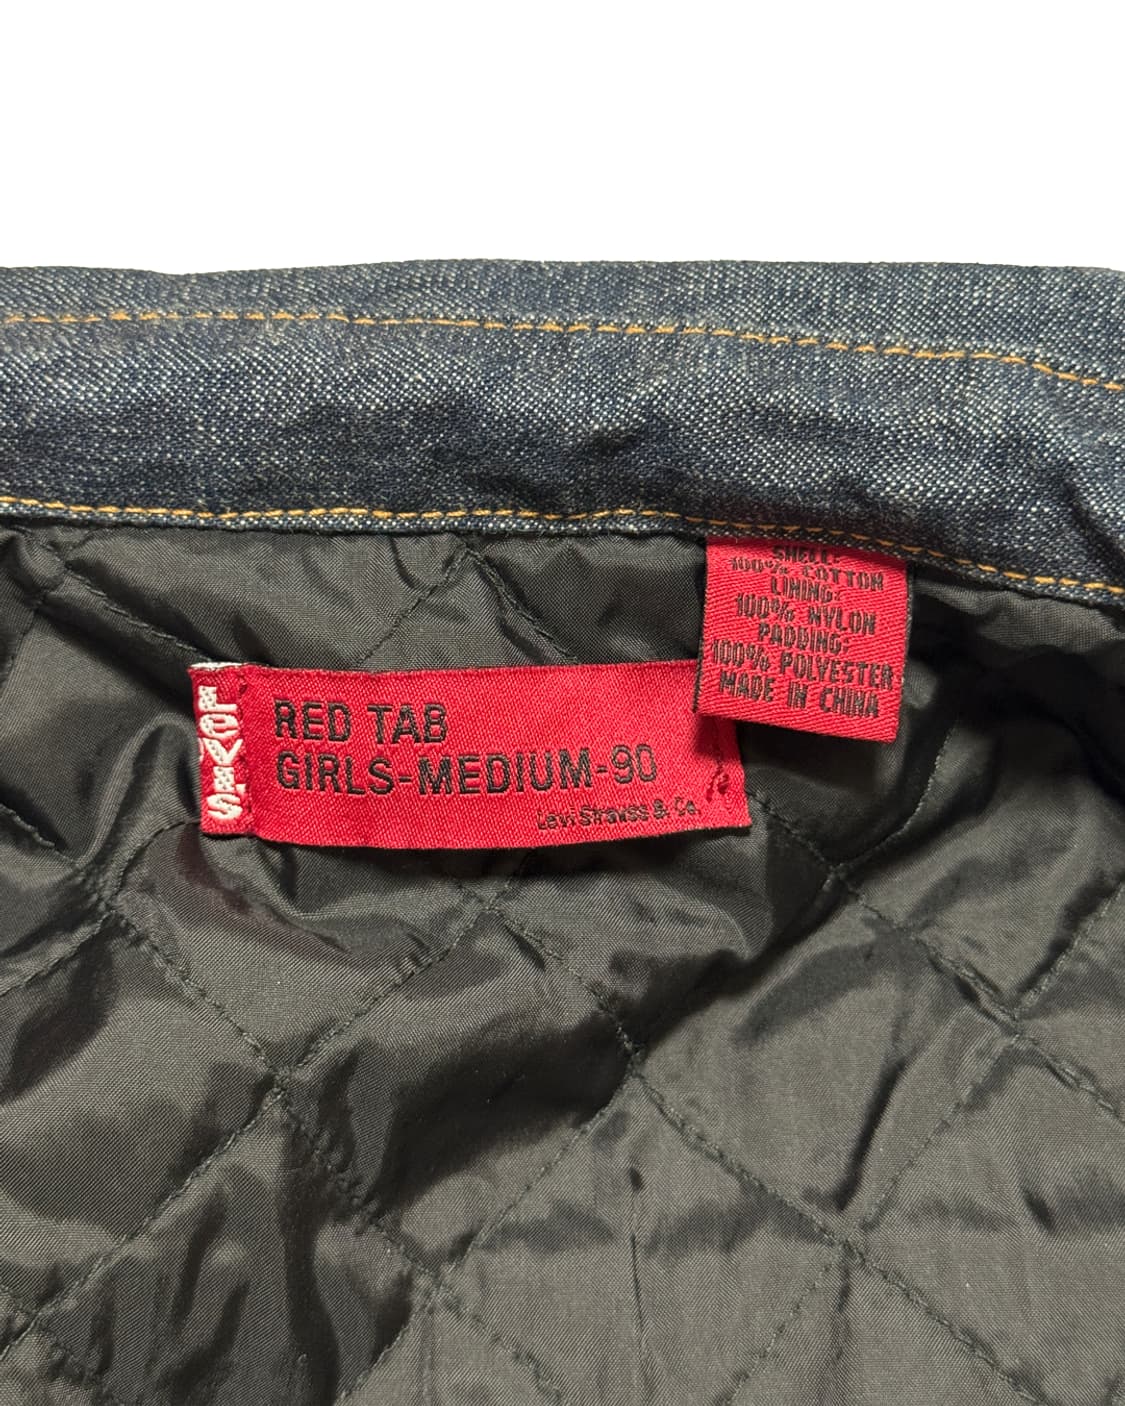 SHELL:
100% COTTON
LINING:
100% NYLON
PADDING:
100% POLYESTER
MADE IN CHINA
LEVI'S
RED TAB
GIRLS-MEDIUM-90
Levi Strauss & Co.